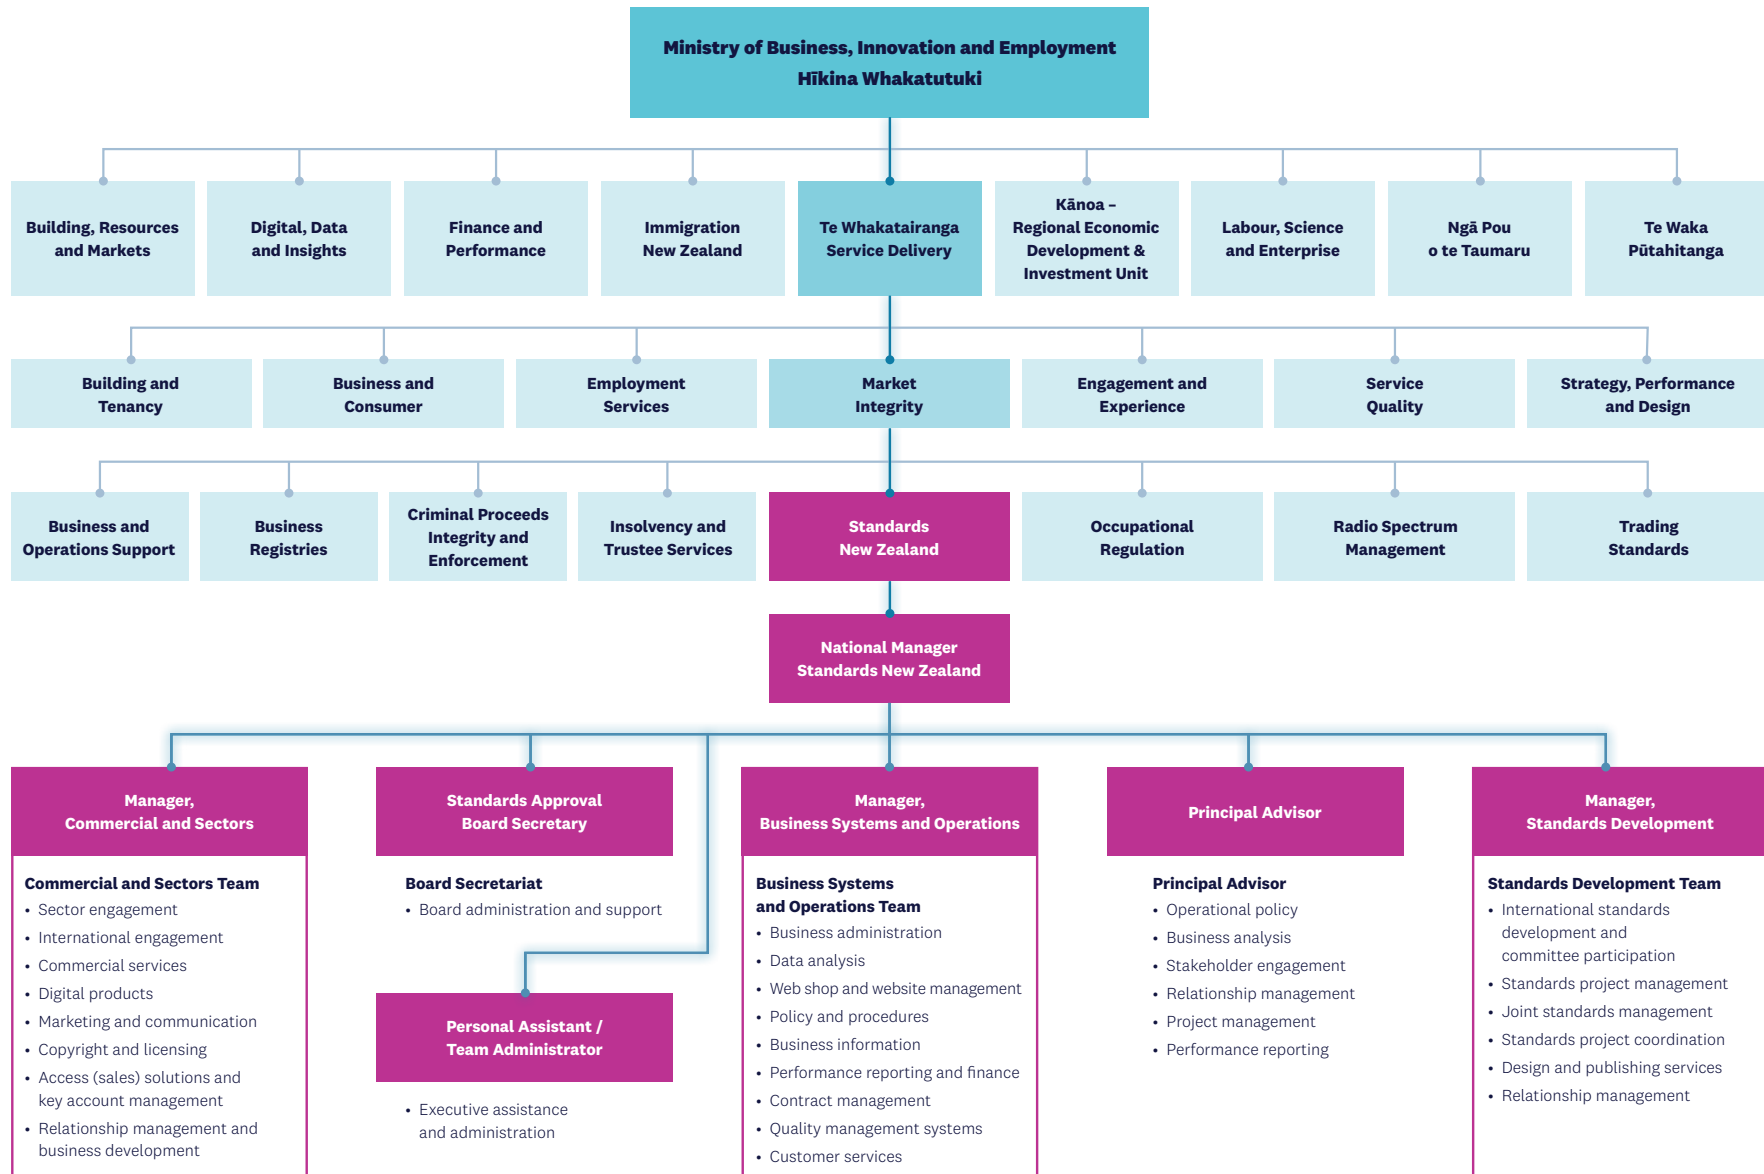 Ministry of Business, Innovation and Employment
Hīkina Whakatutuki
Building, Resources
and Markets
Digital, Data
and Insights
Finance and
Performance
Immigration
New Zealand
Te Whakatairanga
Service Delivery
Kānoa –
Regional Economic
Development &
Investment Unit
Labour, Science
and Enterprise
Ngā Pou
o te Taumaru
Te Waka
Pūtahitanga
Building and
Tenancy
Business and
Consumer
Employment
Services
Market
Integrity
Engagement and
Experience
Service
Quality
Strategy, Performance
and Design
Business and
Operations Support
Business
Registries
Criminal Proceeds
Integrity and
Enforcement
Insolvency and
Trustee Services
Standards
New Zealand
Occupational
Regulation
Radio Spectrum
Management
Trading
Standards
National Manager
Standards New Zealand
Manager,
Commercial and Sectors
Commercial and Sectors Team
• Sector engagement
• International engagement
• Commercial services
• Digital products
• Marketing and communication
• Copyright and licensing
• Access (sales) solutions and
key account management
• Relationship management and
business development
Standards Approval
Board Secretary
Board Secretariat
• Board administration and support
Personal Assistant /
Team Administrator
• Executive assistance
and administration
Manager,
Business Systems and Operations
Business Systems
and Operations Team
• Business administration
• Data analysis
• Web shop and website management
• Policy and procedures
• Business information
• Performance reporting and finance
• Contract management
• Quality management systems
• Customer services
Principal Advisor
Principal Advisor
• Operational policy
• Business analysis
• Stakeholder engagement
• Relationship management
• Project management
• Performance reporting
Manager,
Standards Development
Standards Development Team
• International standards
development and
committee participation
• Standards project management
• Joint standards management
• Standards project coordination
• Design and publishing services
• Relationship management